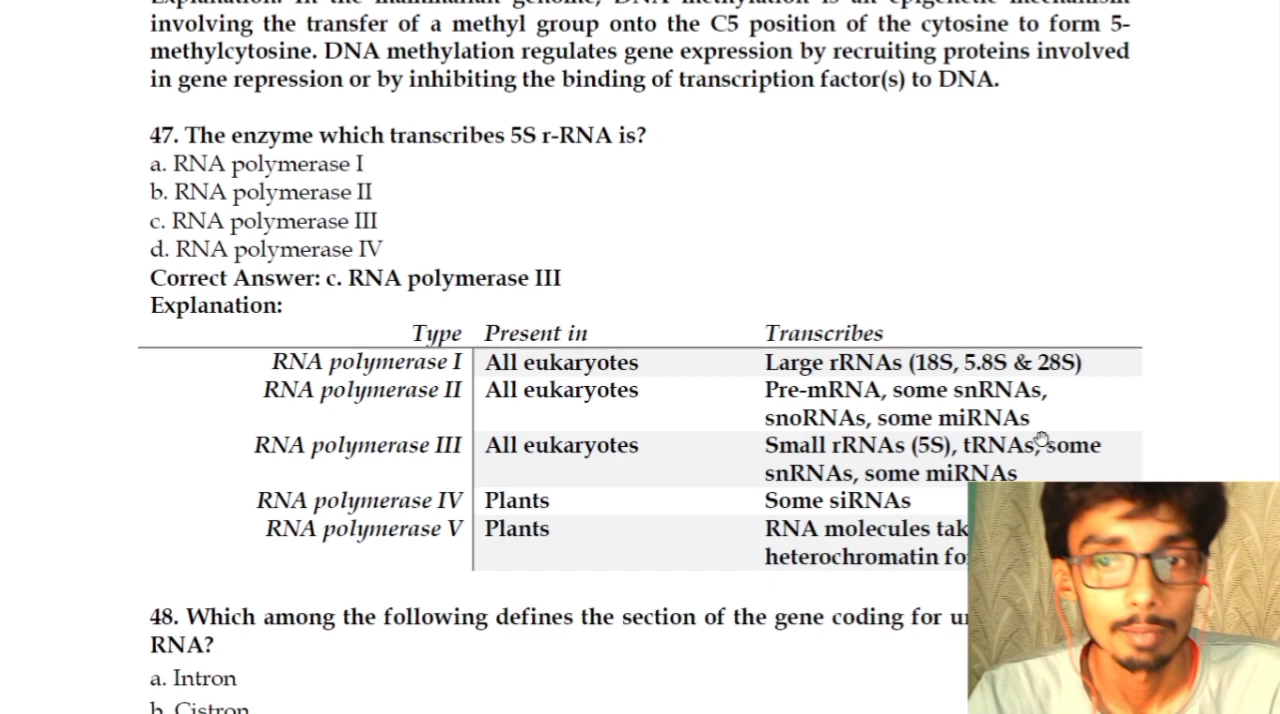 involving the transfer of a methyl group onto the C5 position of the cytosine to form 5-
methylcytosine. DNA methylation regulates gene expression by recruiting proteins involved
in gene repression or by inhibiting the binding of transcription factor(s) to DNA.
47. The enzyme which transcribes 5S r-RNA is?
a. RNA polymerase I
b. RNA polymerase II
c. RNA polymerase III
d. RNA polymerase IV
Correct Answer: c. RNA polymerase III
Explanation:
Type Present in Transcribes
RNA polymerase I All eukaryotes Large rRNAs (18S, 5.8S & 28S)
RNA polymerase II All eukaryotes Pre-mRNA, some snRNAs,
snoRNAs, some miRNAs
RNA polymerase III All eukaryotes Small rRNAs (5S), tRNAs, some
snRNAs, some miRNAs
RNA polymerase IV Plants Some siRNAs
RNA polymerase V Plants RNA molecules
heterochromatin
48. Which among the following defines the section of the gene coding for
RNA?
a. Intron
b. Cistron